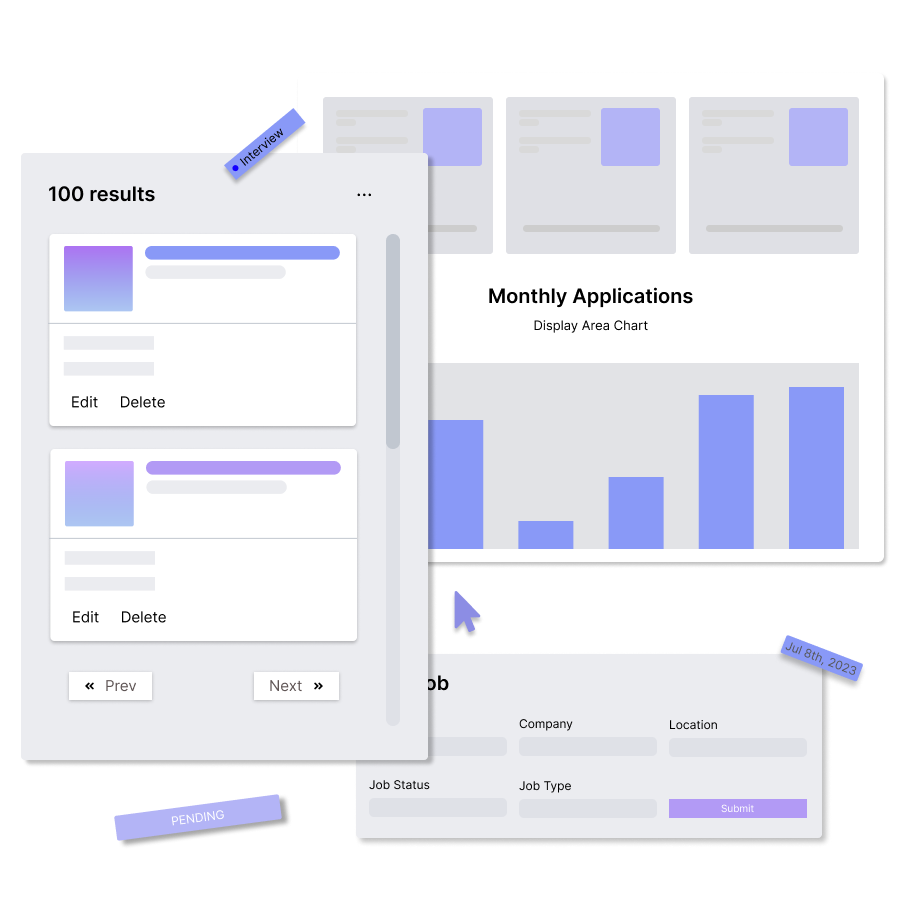 Interview
100 results
...
Edit Delete
Edit Delete
« Prev
Next »
Monthly Applications
Display Area Chart
Jul 8th, 2023
ob
Company
Location
Job Status
Job Type
Submit
PENDING